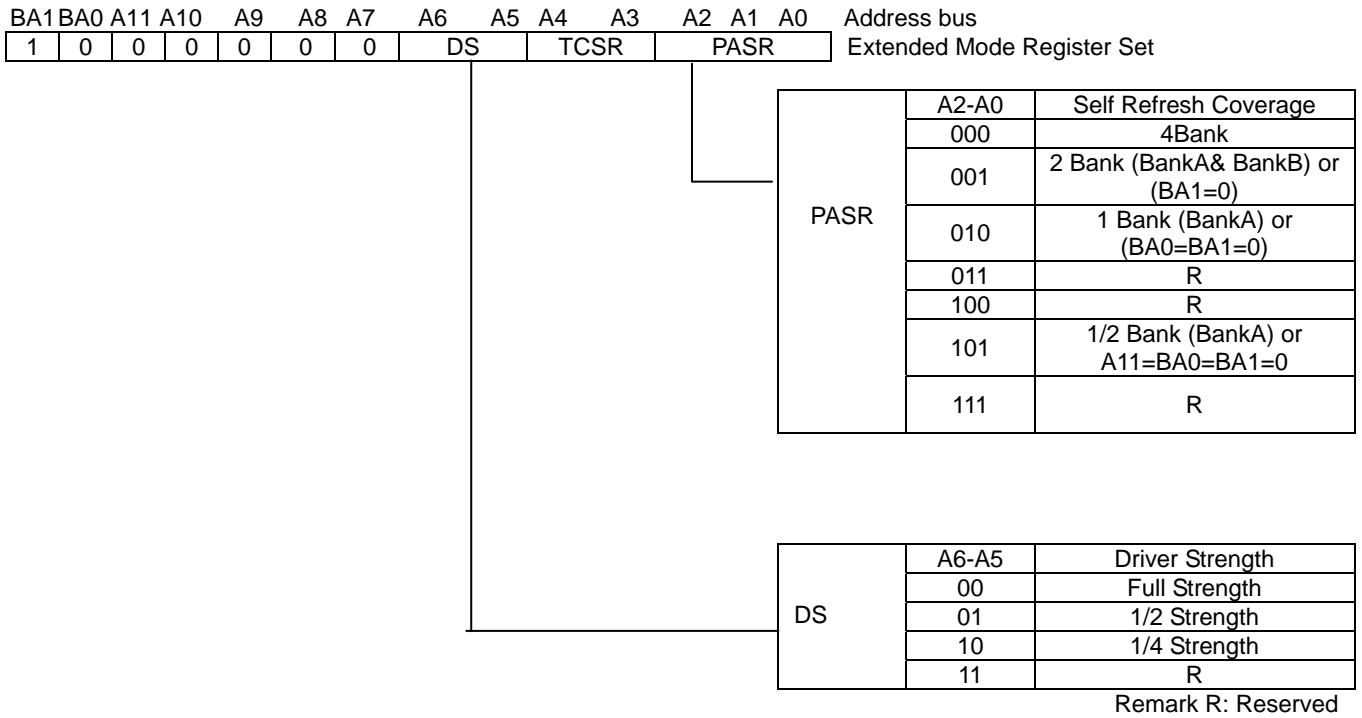 BA1 BA0 A11 A10 A9 A8 A7 A6 A5 A4 A3 A2 A1 A0 Address bus
1 0 0 0 0 0 0 DS TCSR PASR Extended Mode Register Set
PASR
A2-A0 Self Refresh Coverage
000 4Bank
001 2 Bank (BankA& BankB) or
(BA1=0)
010 1 Bank (BankA) or
(BA0=BA1=0)
011 R
100 R
101 1/2 Bank (BankA) or
A11=BA0=BA1=0
111 R
DS
A6-A5 Driver Strength
00 Full Strength
01 1/2 Strength
10 1/4 Strength
11 R
Remark R: Reserved